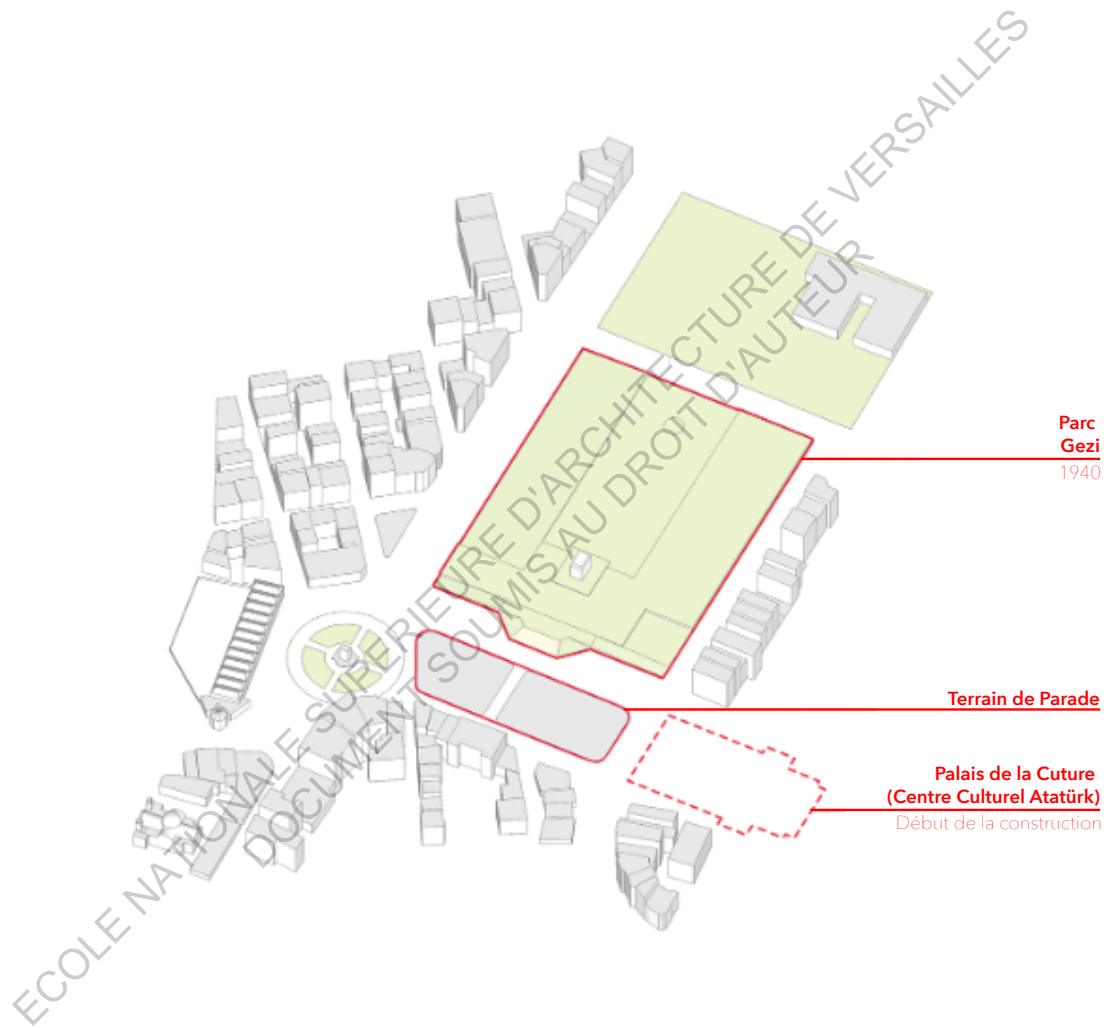 ECOLE NATIONALE SUPERIEURE D'ARCHITECTURE DE VERSAILLES
DOCUMENT SOUMIS AU DROIT D'AUTEUR
Parc
Gezi
1940
Terrain de Parade
Palais de la Cuture
(Centre Culturel Atatürk)
Début de la construction